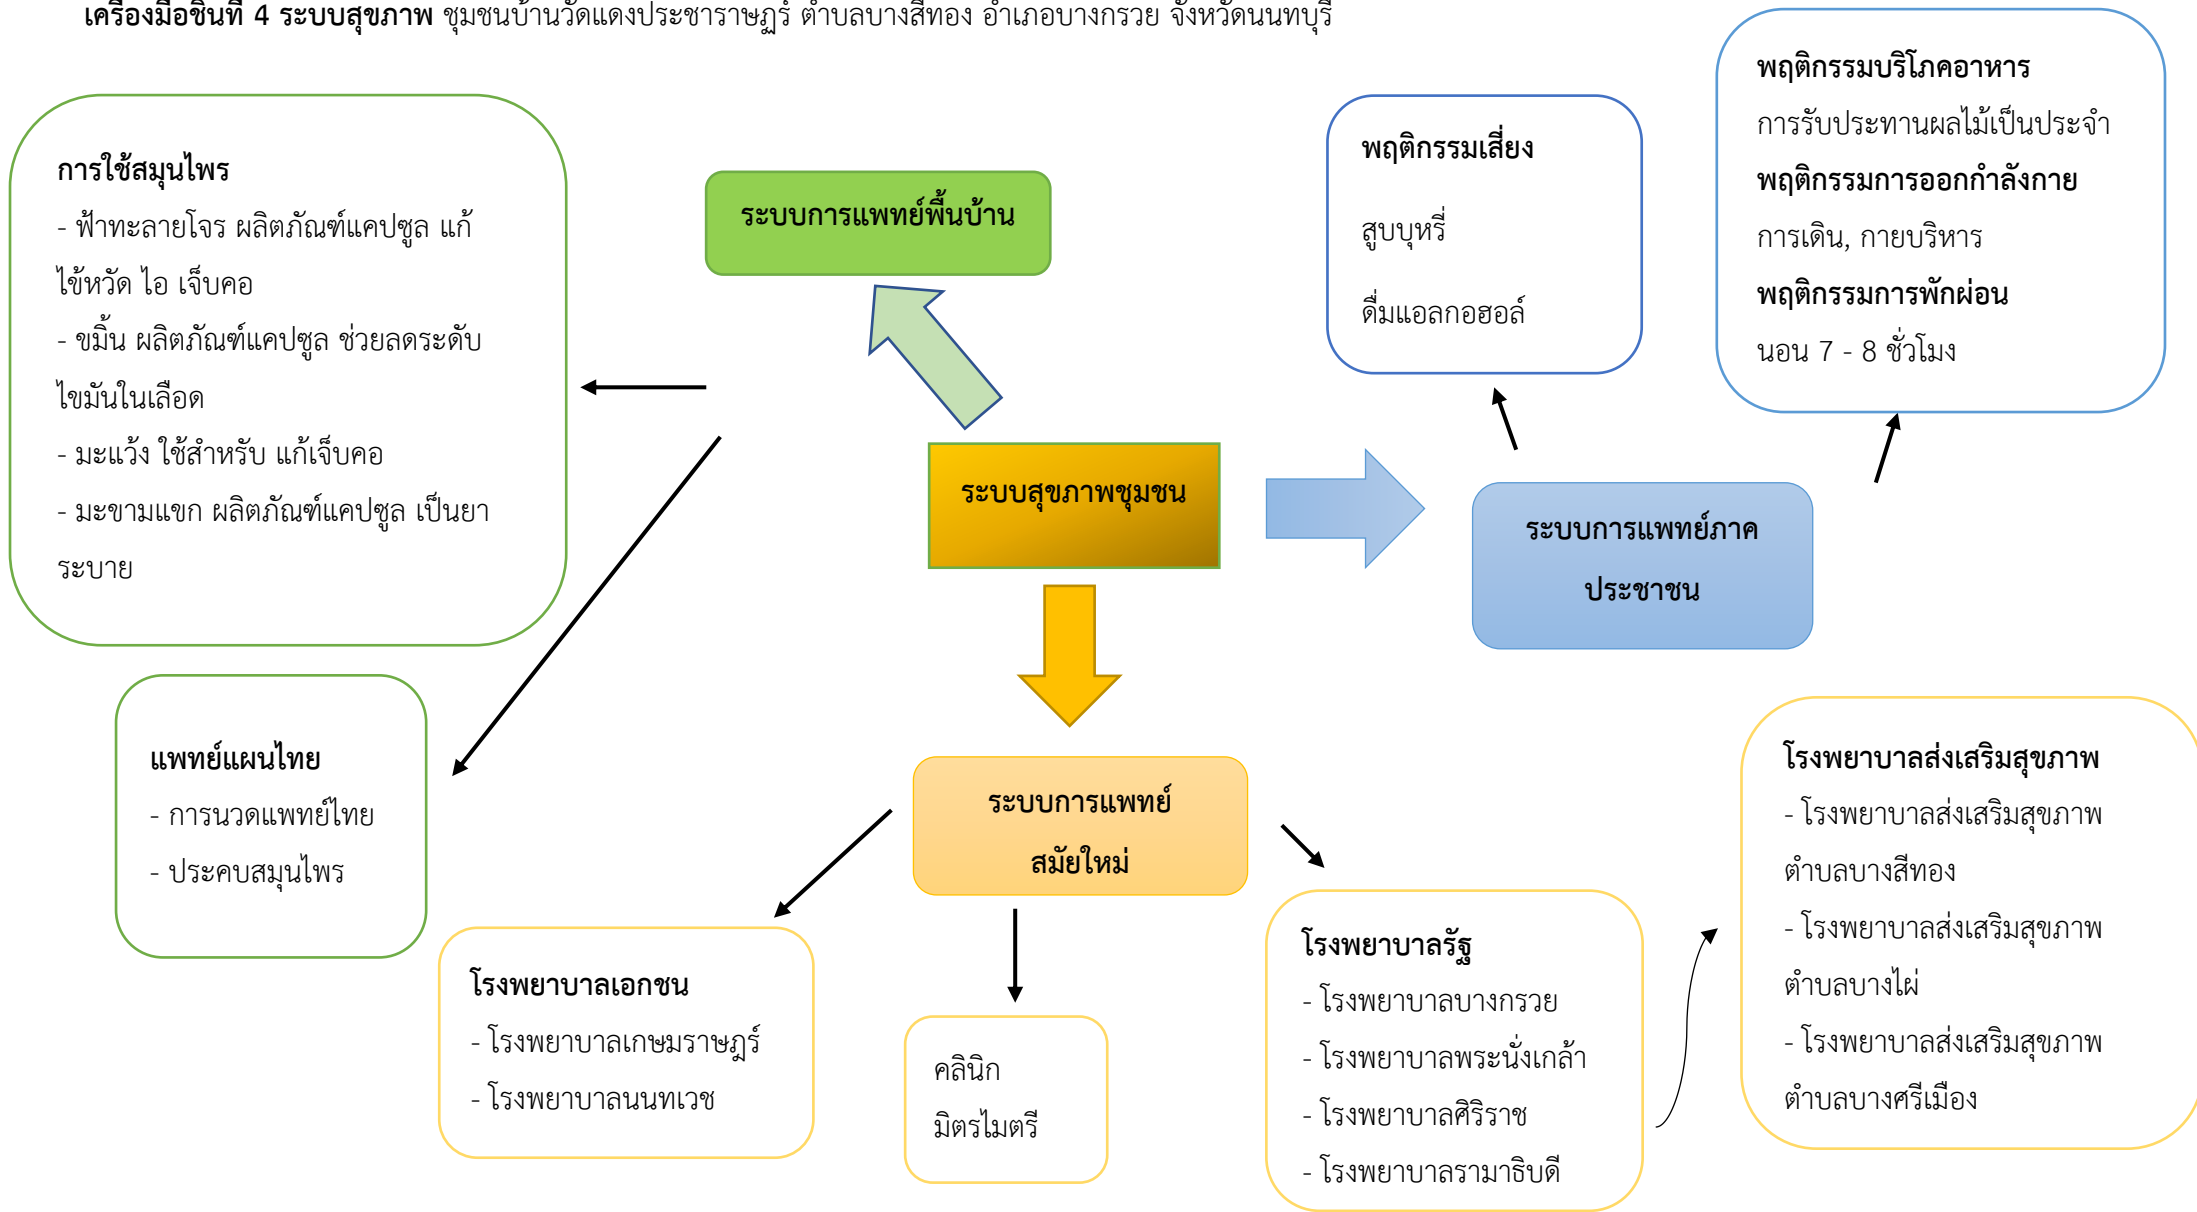 เครื่องมือชิ้นที่ 4 ระบบสุขภาพ ชุมชนบ้านวัดแดงประชาราษฏร์ ตำบลบางสีทอง อำเภอบางกรวย จังหวัดนนทบุรี
การใช้สมุนไพร
- ฟ้าทะลายโจร ผลิตภัณฑ์แคปซูล แก้
ไข้หวัด ไอ เจ็บคอ
- ขมิ้น ผลิตภัณฑ์แคปซูล ช่วยลดระดับ
ไขมันในเลือด
- มะแว้ง ใช้สำหรับ แก้เจ็บคอ
- มะขามแขก ผลิตภัณฑ์แคปซูล เป็นยา
ระบาย
ระบบการแพทย์พื้นบ้าน
พฤติกรรมเสี่ยง
สูบบุหรี่
ดื่มแอลกอฮอล์
พฤติกรรมบริโภคอาหาร
การรับประทานผลไม้เป็นประจำ
พฤติกรรมการออกกำลังกาย
การเดิน, กายบริหาร
พฤติกรรมการพักผ่อน
นอน 7 - 8 ชั่วโมง
ระบบสุขภาพชุมชน
ระบบการแพทย์ภาค
ประชาชน
แพทย์แผนไทย
- การนวดแพทย์ไทย
- ประคบสมุนไพร
ระบบการแพทย์
สมัยใหม่
โรงพยาบาลเอกชน
- โรงพยาบาลเกษมราษฎร์
- โรงพยาบาลนนทเวช
คลินิก
มิตรไมตรี
โรงพยาบาลรัฐ
- โรงพยาบาลบางกรวย
- โรงพยาบาลพระนั่งเกล้า
- โรงพยาบาลศิริราช
- โรงพยาบาลรามาธิบดี
โรงพยาบาลส่งเสริมสุขภาพ
- โรงพยาบาลส่งเสริมสุขภาพ
ตำบลบางสีทอง
- โรงพยาบาลส่งเสริมสุขภาพ
ตำบลบางไผ่
- โรงพยาบาลส่งเสริมสุขภาพ
ตำบลบางศรีเมือง